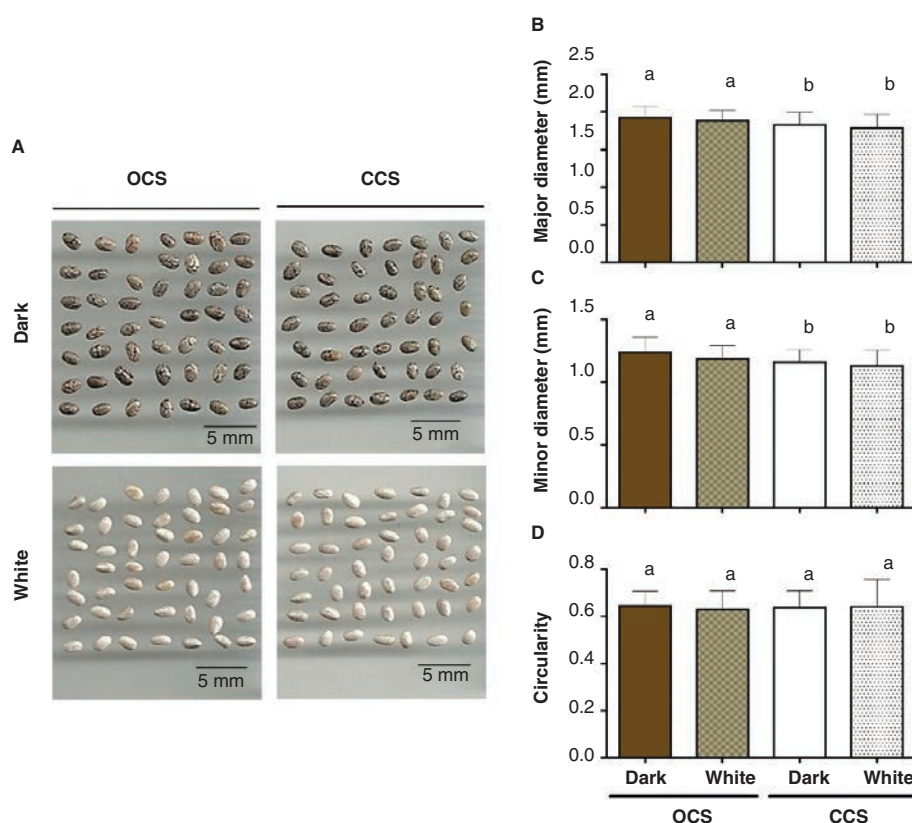 A
OCS
CCS
Dark
5 mm
5 mm
White
5 mm
5 mm
B
Major diameter (mm)
2.5
2.0
1.5
1.0
0.5
0.0
a
a
b
b
C
Minor diameter (mm)
1.5
1.0
0.5
0.0
a
a
b
b
D
Circularity
0.8
0.6
0.4
0.2
0.0
a
a
a
a
Dark
White
Dark
White
OCS
CCS